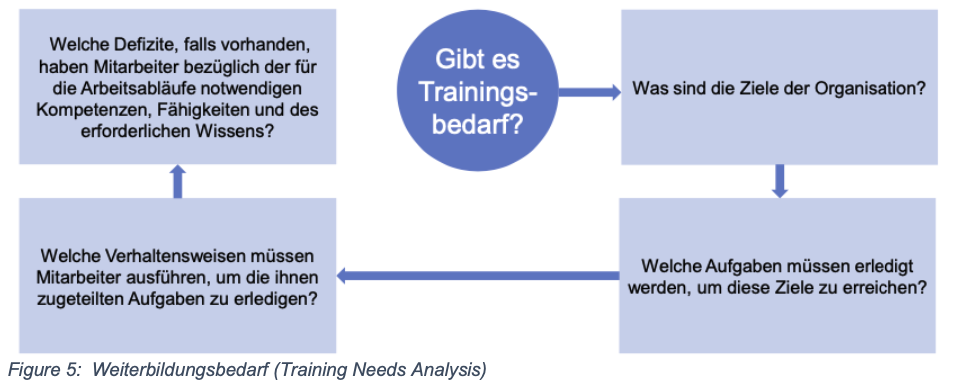 Gibt es
Trainings-
bedarf?
Was sind die Ziele der Organisation?
Welche Aufgaben müssen erledigt
werden, um diese Ziele zu erreichen?
Welche Verhaltensweisen müssen
Mitarbeiter ausführen, um die ihnen
zugeteilten Aufgaben zu erledigen?
Welche Defizite, falls vorhanden,
haben Mitarbeiter bezüglich der für
die Arbeitsabläufe notwendigen
Kompetenzen, Fähigkeiten und des
erforderlichen Wissens?
Figure 5: Weiterbildungsbedarf (Training Needs Analysis)